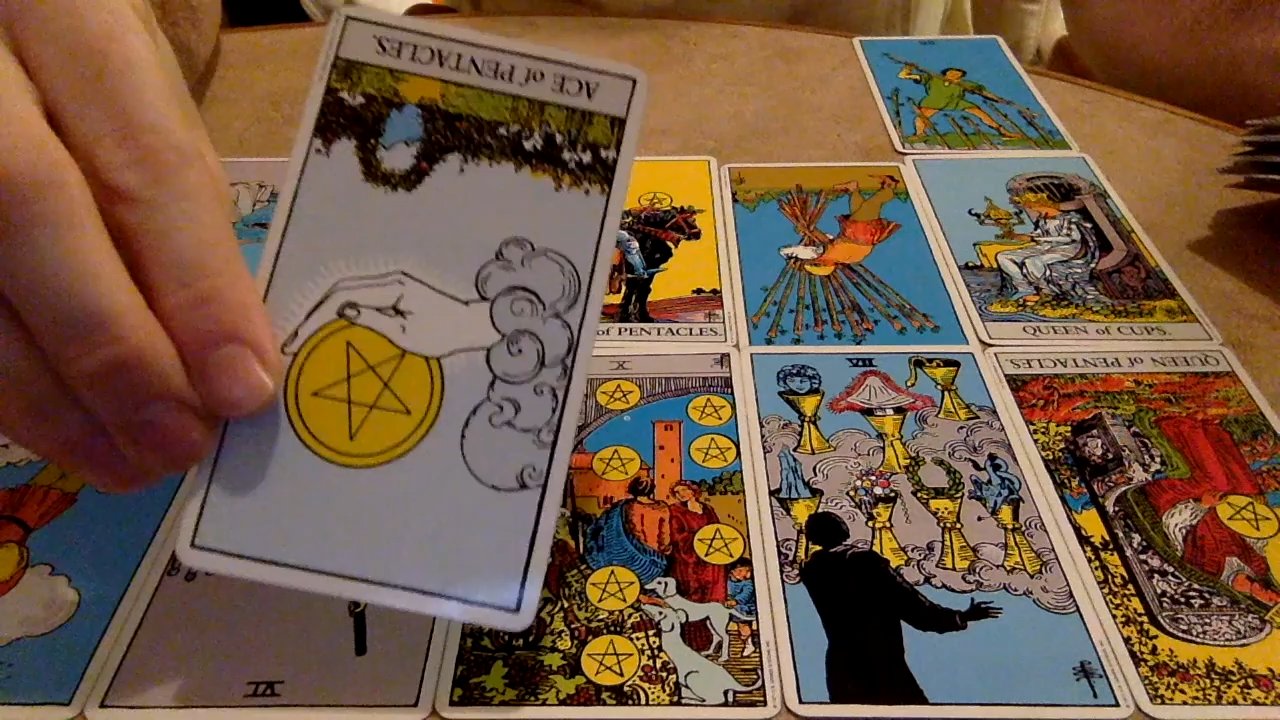 ACE of PENTACLES.
of PENTACLES.
QUEEN of CUPS.
X
VII
QUEEN of PENTACLES.
VI